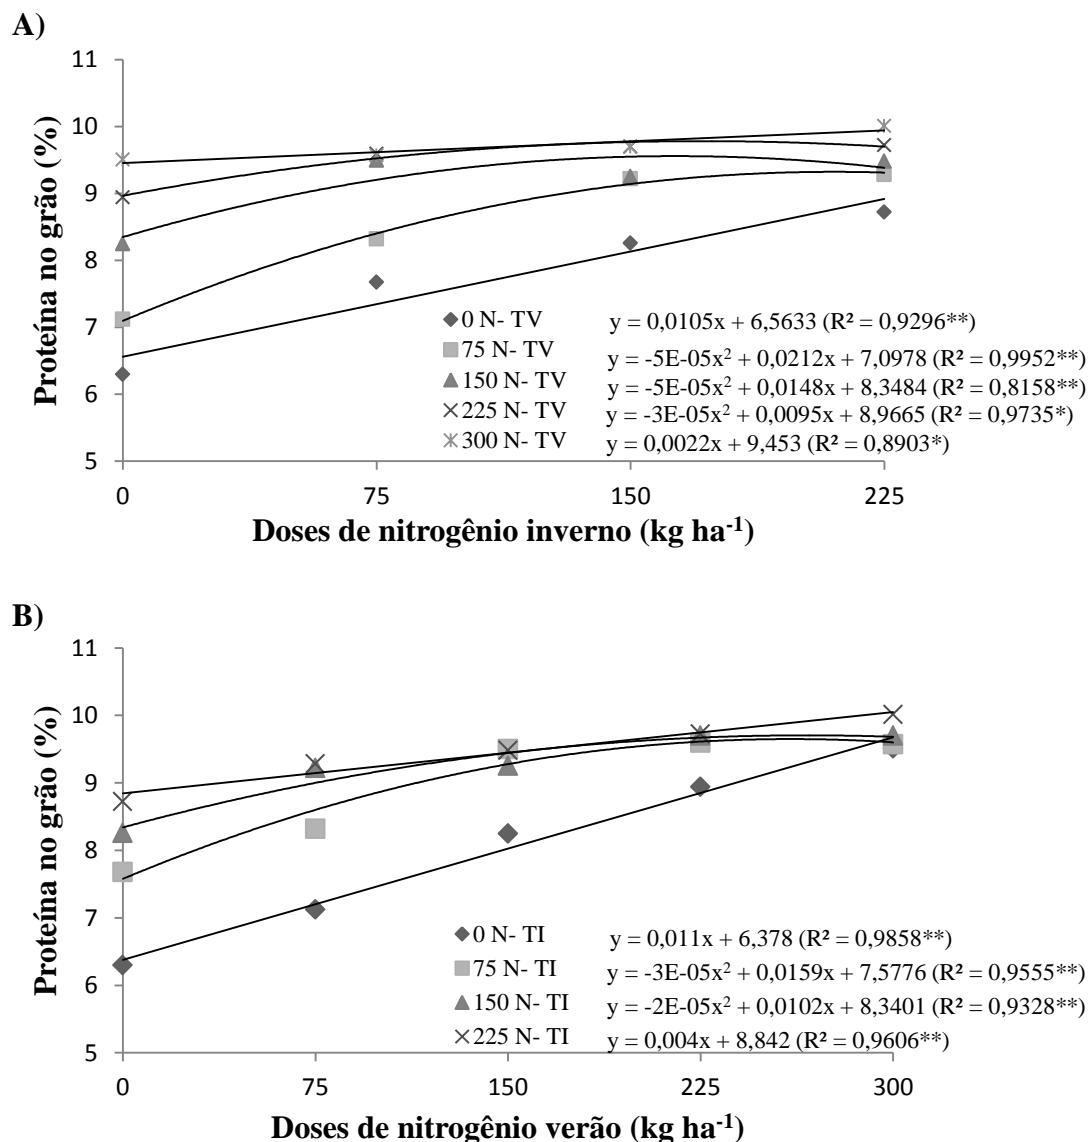 A)
11
10
9
8
7
6
5
Proteína no grão (%)
0 N- TV y = 0,0105x + 6,5633 (R² = 0,9296**)
75 N- TV y = -5E-05x² + 0,0212x + 7,0978 (R² = 0,9952**)
150 N- TV y = -5E-05x² + 0,0148x + 8,3484 (R² = 0,8158**)
225 N- TV y = -3E-05x² + 0,0095x + 8,9665 (R² = 0,9735*)
300 N- TV y = 0,0022x + 9,453 (R² = 0,8903*)
0 75 150 225
Doses de nitrogênio inverno (kg ha⁻¹)
B)
11
10
9
8
7
6
5
Proteína no grão (%)
0 N- TI y = 0,011x + 6,378 (R² = 0,9858**)
75 N- TI y = -3E-05x² + 0,0159x + 7,5776 (R² = 0,9555**)
150 N- TI y = -2E-05x² + 0,0102x + 8,3401 (R² = 0,9328**)
225 N- TI y = 0,004x + 8,842 (R² = 0,9606**)
0 75 150 225 300
Doses de nitrogênio verão (kg ha⁻¹)